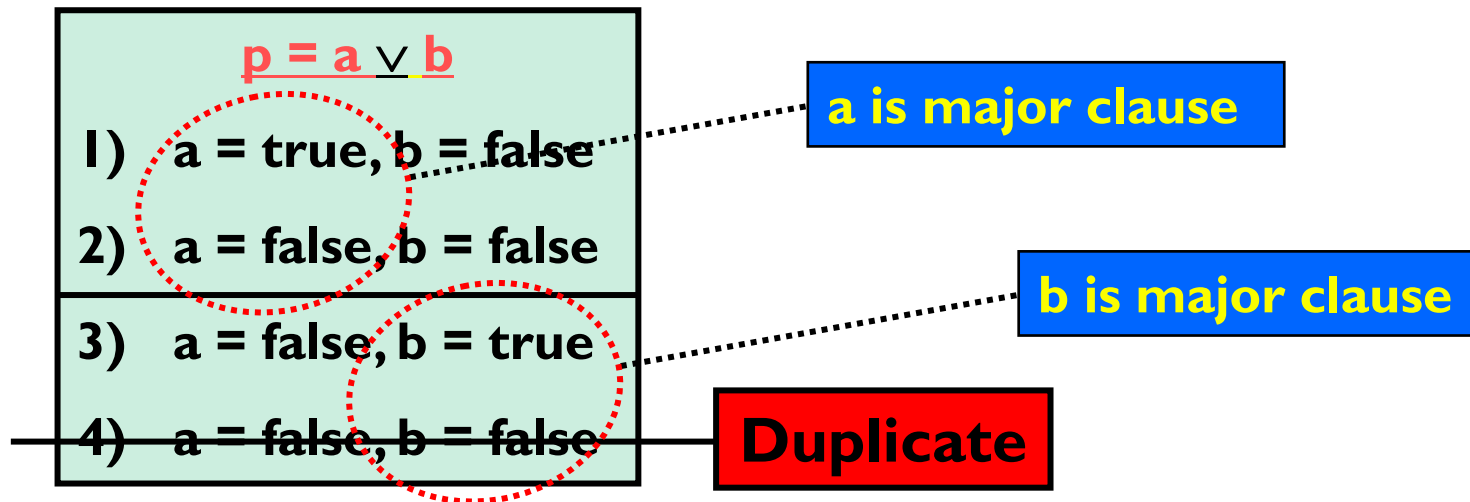 p = a ∨ b
1) a = true, b = false
2) a = false, b = false
3) a = false, b = true
4) a = false, b = false
a is major clause
b is major clause
Duplicate